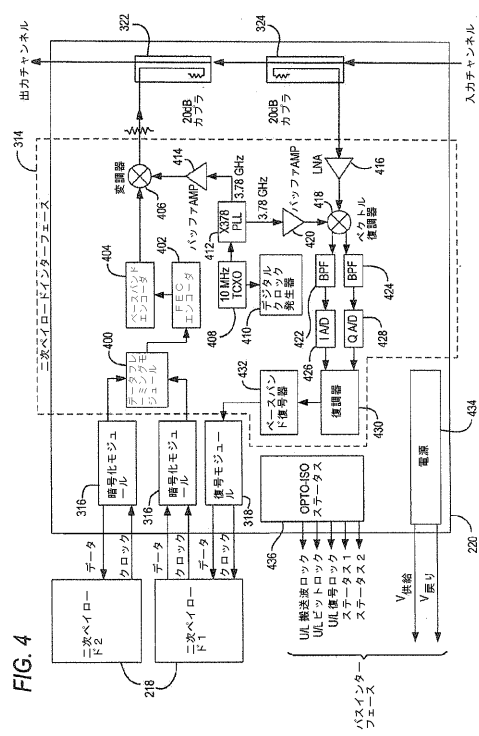 FIG. 4
314
二次ペイロードインターフェース
出力チャンネル
322
20dB
カプラ
324
20dB
カプラ
入力チャンネル
変調器
406
414
バッファAMP
3.78 GHz
3.78 GHz
X378
PLL
412
バッファAMP
420
LNA
416
418
ベクトル
復調器
404
ベースバンド
エンコーダ
402
FEC
エンコーダ
10 MHz
TCXO
408
デジタル
クロック
発生器
410
BPF
422
BPF
424
I A/D
426
Q A/D
428
400
データフレ
ーミングモ
ジュール
432
ベースバン
ド復号器
復調器
430
暗号化モジュ
ール
316
暗号化モジュ
ール
316
復号モジュー
ル
318
データ
クロック
データ
クロック
二次ペイロー
ド2
二次ペイロー
ド1
218
OPTO-ISO
ステータス
436
U/L搬送波ロック
U/Lビットロック
U/L復号ロック
ステータス1
ステータス2
電源
434
220
V供給
V戻り
バスインター
フェース